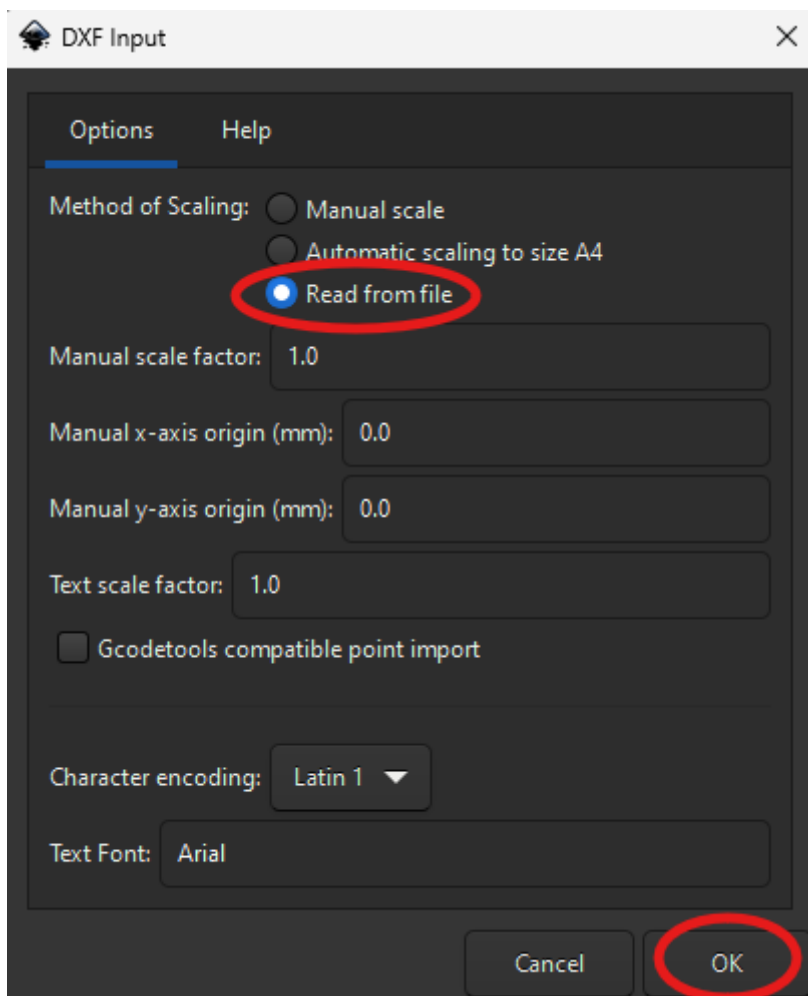 DXF Input
Options Help
Method of Scaling: Manual scale
Automatic scaling to size A4
Read from file
Manual scale factor: 1.0
Manual x-axis origin (mm): 0.0
Manual y-axis origin (mm): 0.0
Text scale factor: 1.0
Gcodetools compatible point import
Character encoding: Latin 1
Text Font: Arial
Cancel OK